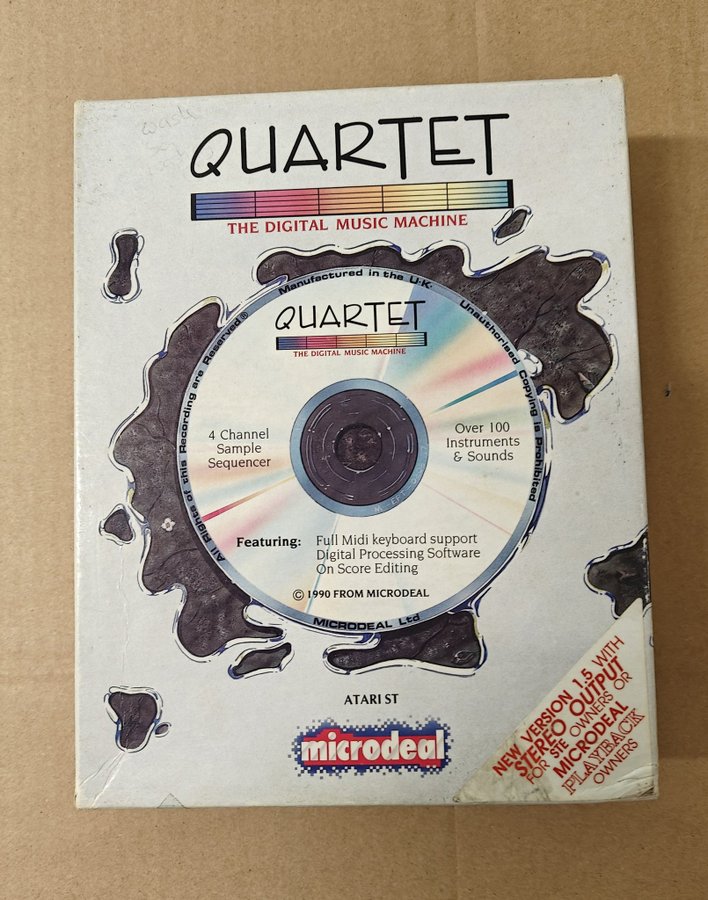 QUARTET
THE DIGITAL MUSIC MACHINE
Manufactured in the U.K.
Unauthorised Copying is Prohibited
All Rights of this Recording are Reserved®
QUARTET
THE DIGITAL MUSIC MACHINE
4 Channel
Sample
Sequencer
Over 100
Instruments
& Sounds
Featuring: Full Midi keyboard support
Digital Processing Software
On Score Editing
© 1990 FROM MICRODEAL
MICRODEAL Ltd
ATARI ST
microdeal
NEW VERSION 1.5 WITH
STEREO OUTPUT
FOR STE OWNERS OR
MICRODEAL
PLAYBACK
OWNERS